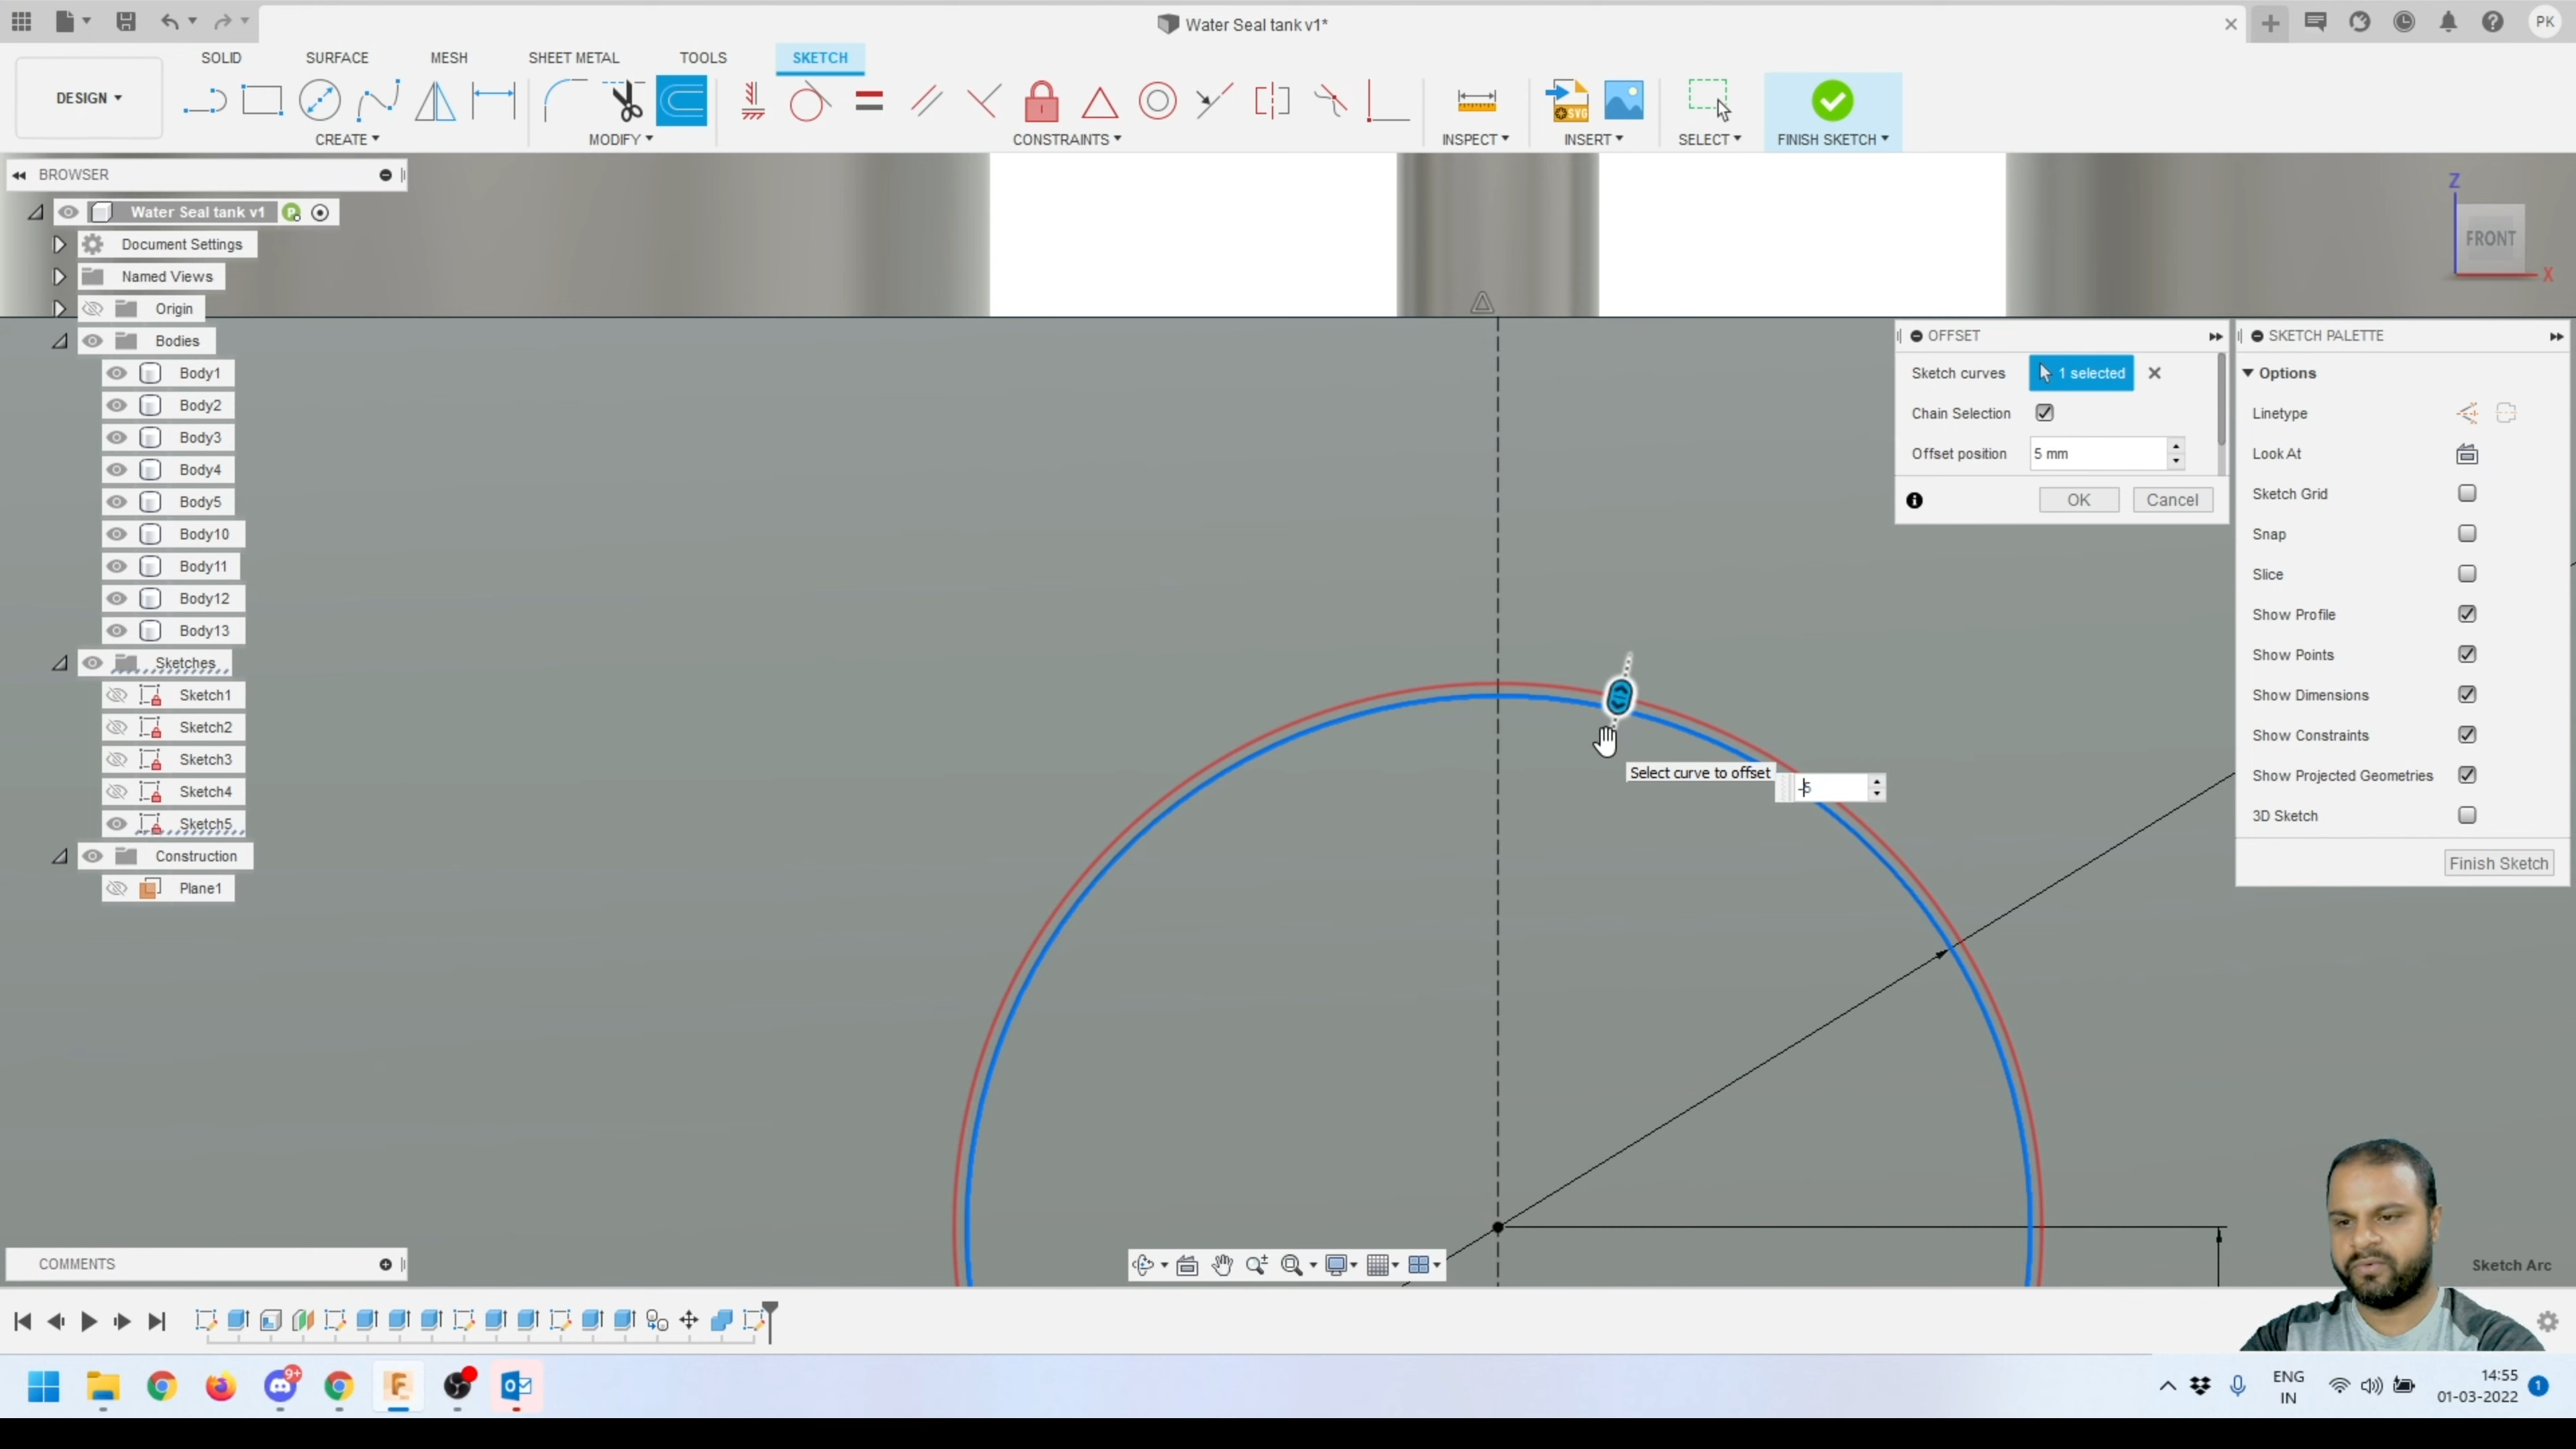 Water Seal tank v1*
PK
SOLID
SURFACE
MESH
SHEET METAL
TOOLS
SKETCH
DESIGN
CREATE
MODIFY
CONSTRAINTS
INSPECT
INSERT
SELECT
FINISH SKETCH
SVG
BROWSER
Water Seal tank v1
Document Settings
Named Views
Origin
Bodies
Body1
Body2
Body3
Body4
Body5
Body10
Body11
Body12
Body13
Sketches
Sketch1
Sketch2
Sketch3
Sketch4
Sketch5
Construction
Plane1
Z
FRONT
X
OFFSET
Sketch curves
1 selected
Chain Selection
Offset position
5 mm
OK
Cancel
SKETCH PALETTE
Options
Linetype
Look At
Sketch Grid
Snap
Slice
Show Profile
Show Points
Show Dimensions
Show Constraints
Show Projected Geometries
3D Sketch
Finish Sketch
Select curve to offset
-5
COMMENTS
Sketch Arc
9+
ENG
IN
14:55
01-03-2022
1